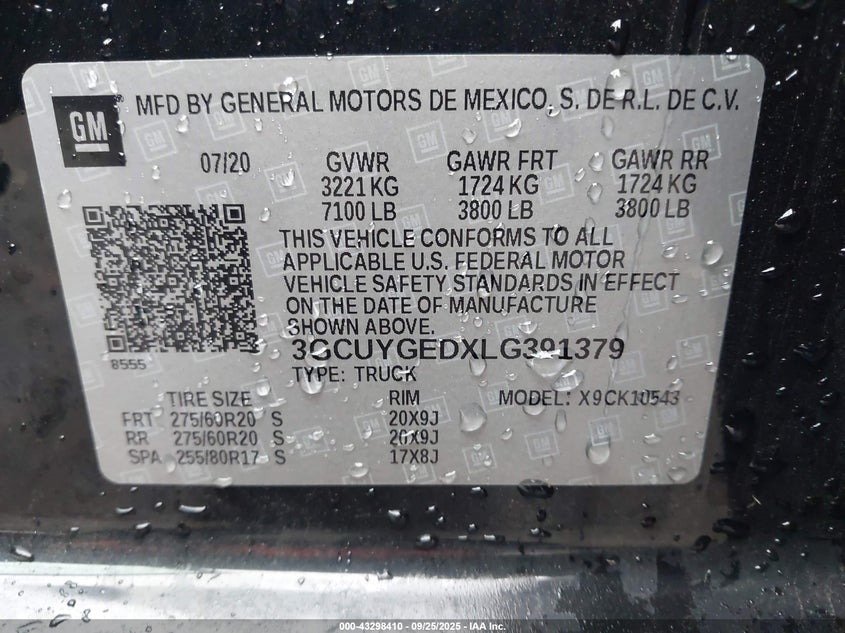 GM
MFD BY GENERAL MOTORS DE MEXICO, S. DE R.L. DE C.V.
07/20 GVWR GAWR FRT GAWR RR
3221 KG 1724 KG 1724 KG
7100 LB 3800 LB 3800 LB
THIS VEHICLE CONFORMS TO ALL
APPLICABLE U.S. FEDERAL MOTOR
VEHICLE SAFETY STANDARDS IN EFFECT
ON THE DATE OF MANUFACTURE
SHOWN ABOVE.
3GCUYGEDXLG391379
8555
TYPE: TRUCK
TIRE SIZE RIM MODEL: X9CK10543
FRT 275/60R20 S 20X9J
RR 275/60R20 S 20X9J
SPA 255/80R17 S 17X8J
000-43298410 - 09/25/2025 - IAA Inc.